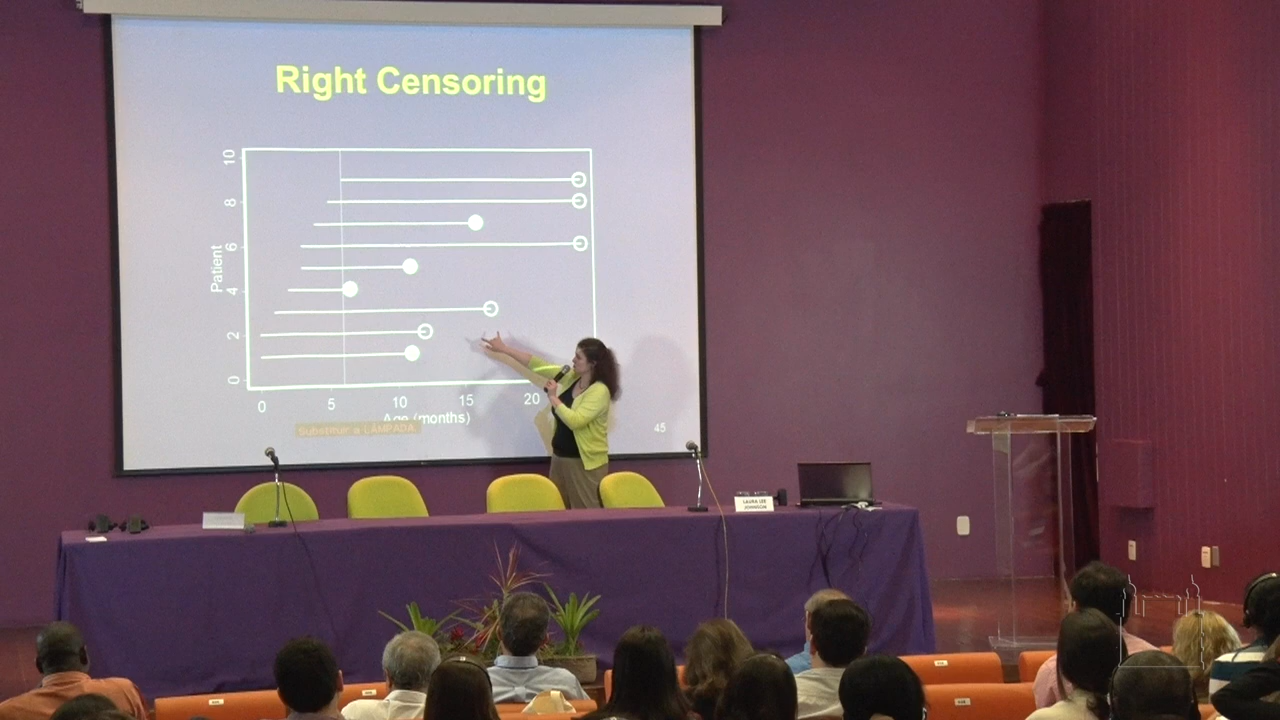 Right Censoring
10
8
6
4
2
0
Patient
0 5 10 15 20
Age (months)
Substituir a LÂMPADA.
45
LAURA LEE
JOHNSON